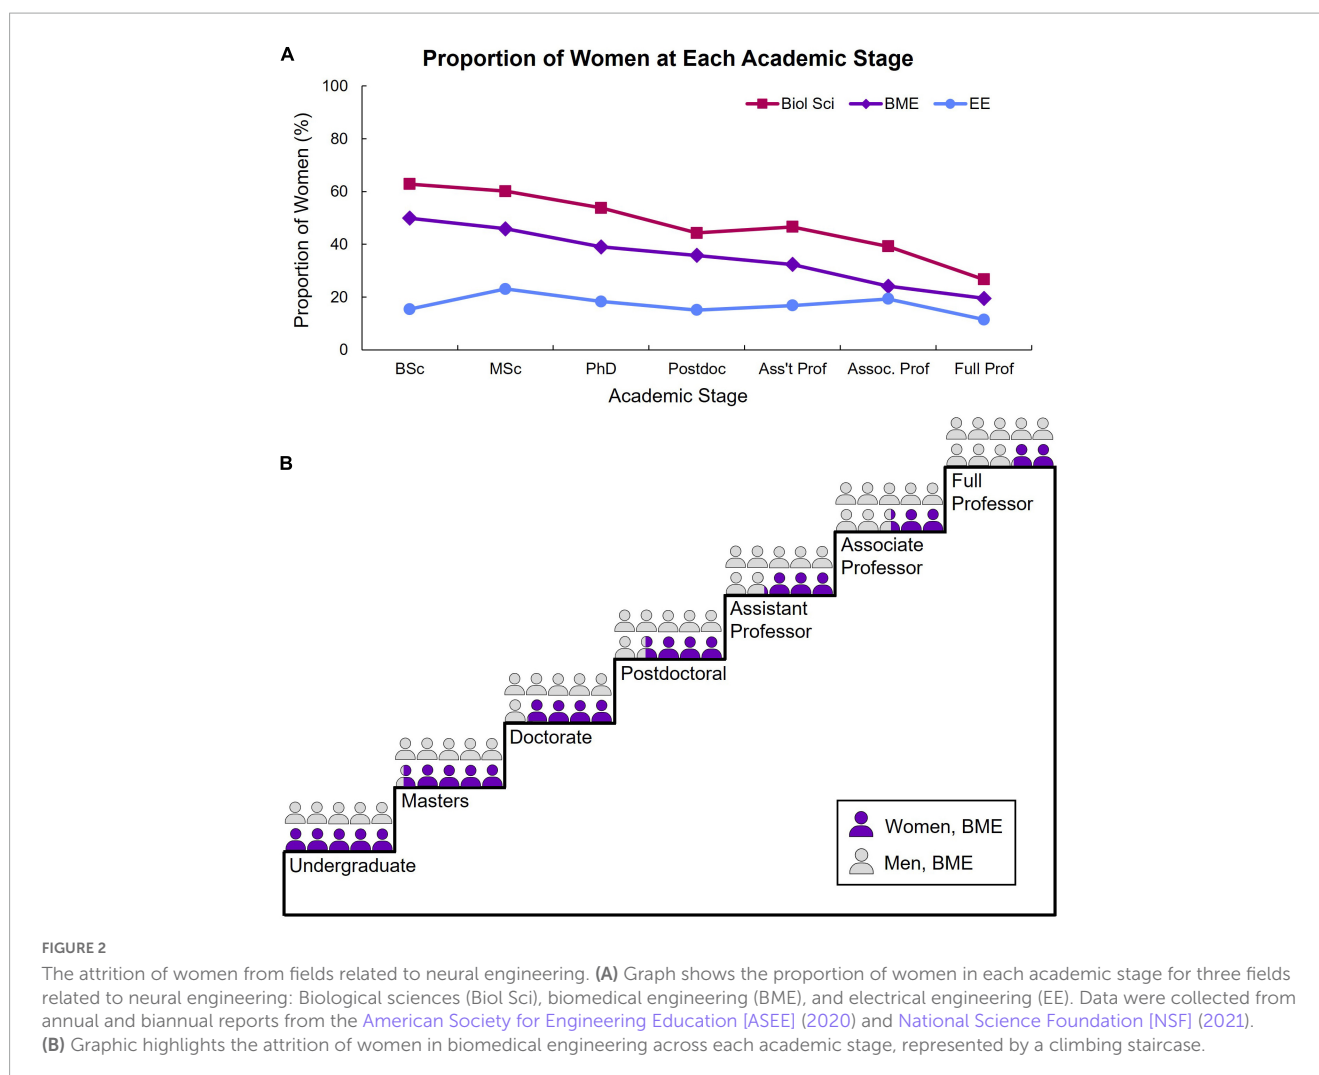 A
Proportion of Women at Each Academic Stage
Biol Sci BME EE
Proportion of Women (%)
100
80
60
40
20
0
BSc MSc PhD Postdoc Ass't Prof Assoc. Prof Full Prof
Academic Stage
B
Full
Professor
Associate
Professor
Assistant
Professor
Postdoctoral
Doctorate
Masters
Undergraduate
Women, BME
Men, BME
FIGURE 2
The attrition of women from fields related to neural engineering. (A) Graph shows the proportion of women in each academic stage for three fields
related to neural engineering: Biological sciences (Biol Sci), biomedical engineering (BME), and electrical engineering (EE). Data were collected from
annual and biannual reports from the American Society for Engineering Education [ASEE] (2020) and National Science Foundation [NSF] (2021).
(B) Graphic highlights the attrition of women in biomedical engineering across each academic stage, represented by a climbing staircase.